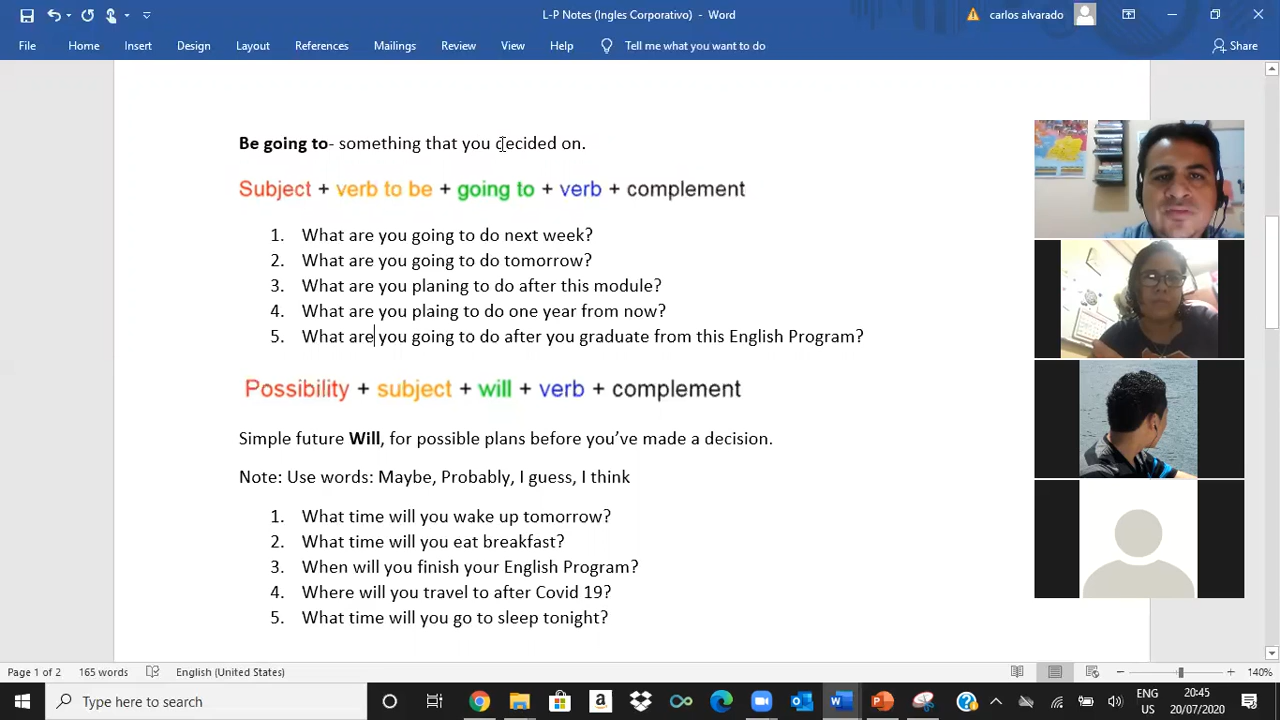 L-P Notes (Ingles Corporativo) - Word
carlos alvarado
File Home Insert Design Layout References Mailings Review View Help Tell me what you want to do Share
Be going to- something that you decided on.
Subject + verb to be + going to + verb + complement
1. What are you going to do next week?
2. What are you going to do tomorrow?
3. What are you planing to do after this module?
4. What are you plaing to do one year from now?
5. What are you going to do after you graduate from this English Program?
Possibility + subject + will + verb + complement
Simple future Will, for possible plans before you’ve made a decision.
Note: Use words: Maybe, Probably, I guess, I think
1. What time will you wake up tomorrow?
2. What time will you eat breakfast?
3. When will you finish your English Program?
4. Where will you travel to after Covid 19?
5. What time will you go to sleep tonight?
Page 1 of 2 165 words English (United States) 140%
Type here to search
ENG 20:45
US 20/07/2020